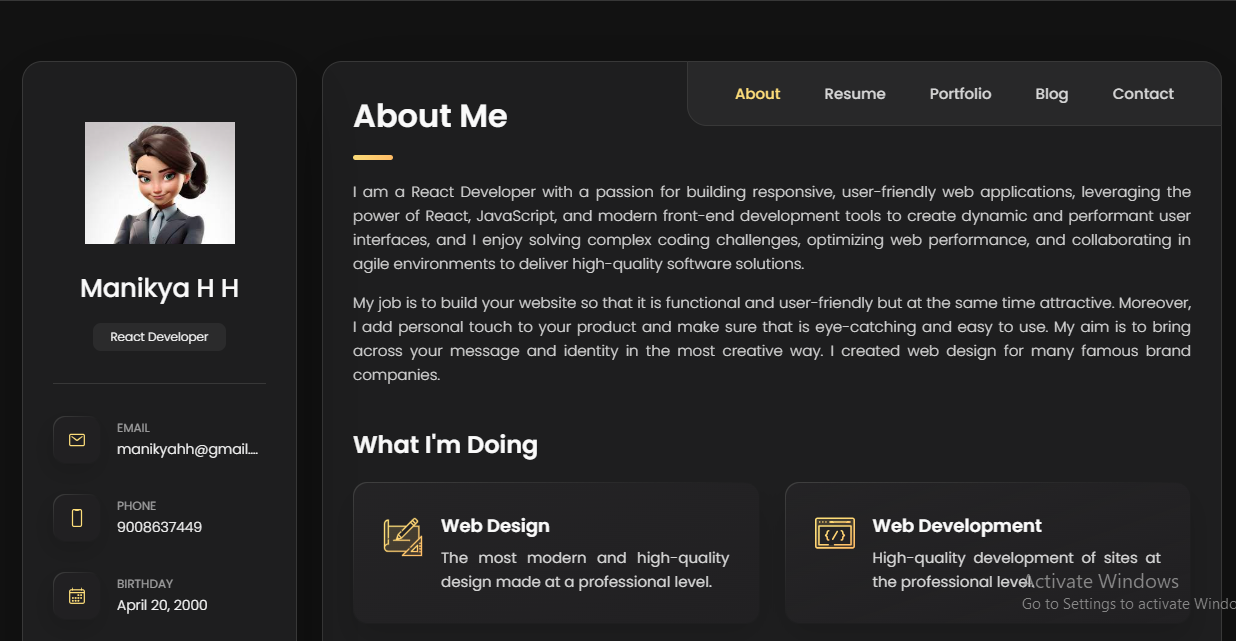 Manikya H H
React Developer
EMAIL
manikyahh@gmail....
PHONE
9008637449
BIRTHDAY
April 20, 2000
About Resume Portfolio Blog Contact
About Me
I am a React Developer with a passion for building responsive, user-friendly web applications, leveraging the
power of React, JavaScript, and modern front-end development tools to create dynamic and performant user
interfaces, and I enjoy solving complex coding challenges, optimizing web performance, and collaborating in
agile environments to deliver high-quality software solutions.
My job is to build your website so that it is functional and user-friendly but at the same time attractive. Moreover,
I add personal touch to your product and make sure that is eye-catching and easy to use. My aim is to bring
across your message and identity in the most creative way. I created web design for many famous brand
companies.
What I'm Doing
Web Design
The most modern and high-quality
design made at a professional level.
Web Development
High-quality development of sites at
the professional level.
Activate Windows
Go to Settings to activate Windo